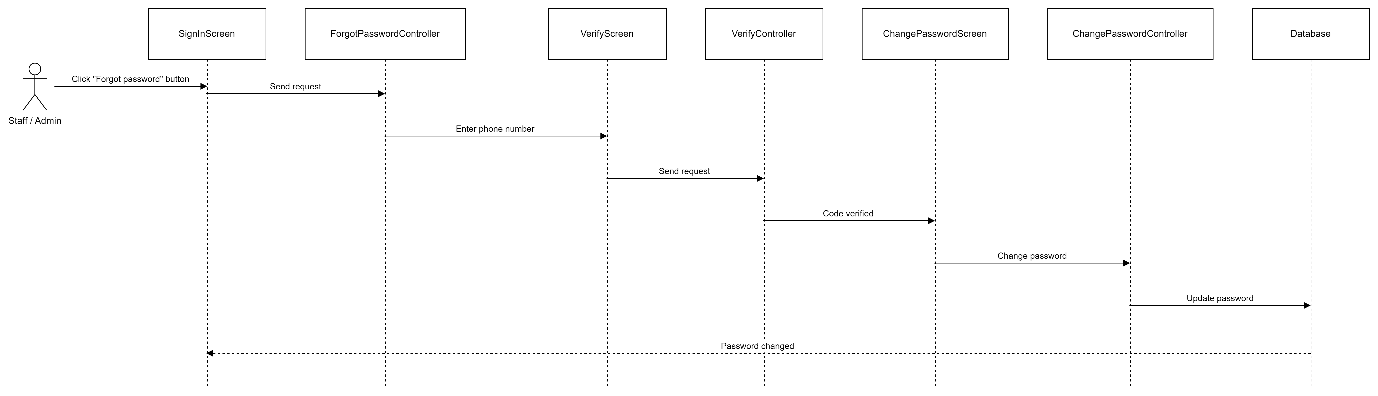 SignInScreen
ForgotPasswordController
VerifyScreen
VerifyController
ChangePasswordScreen
ChangePasswordController
Database
Click "Forgot password" button
Send request
Staff / Admin
Enter phone number
Send request
Code verified
Change password
Update password
Password changed